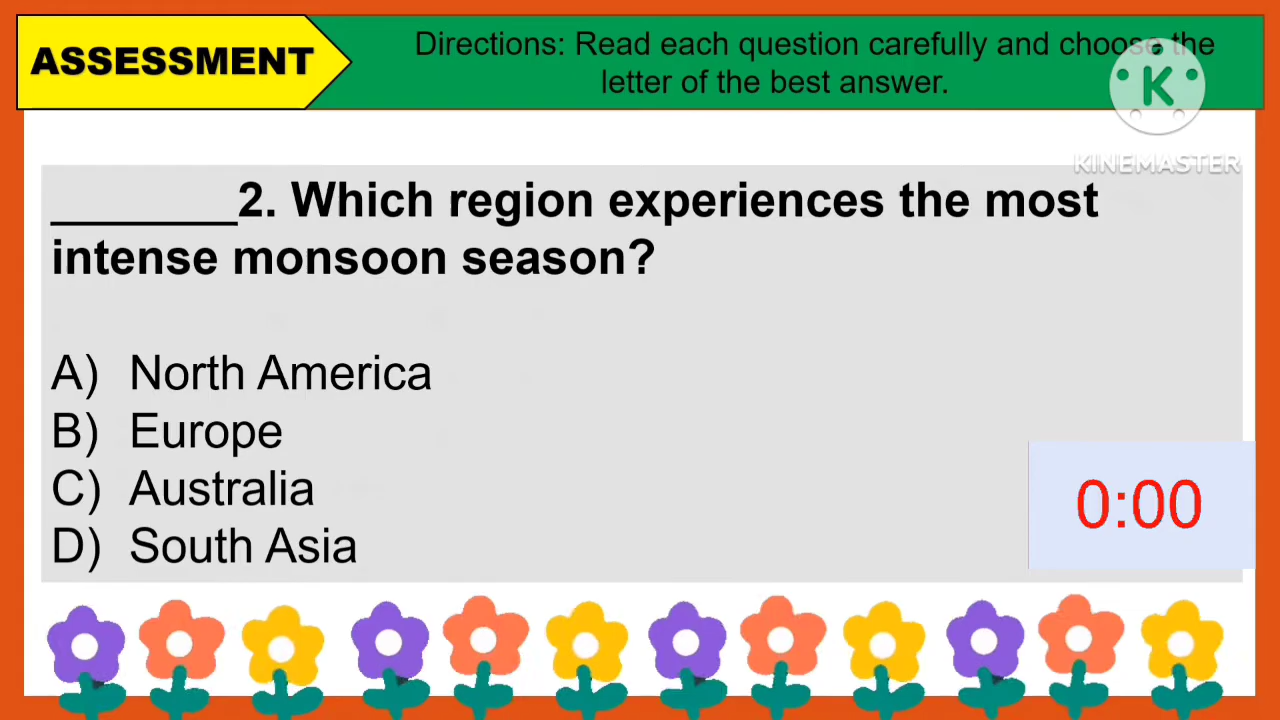 ASSESSMENT
Directions: Read each question carefully and choose the
letter of the best answer.
K
KINEMASTER
_______2. Which region experiences the most
intense monsoon season?
A) North America
B) Europe
C) Australia
D) South Asia
0:00